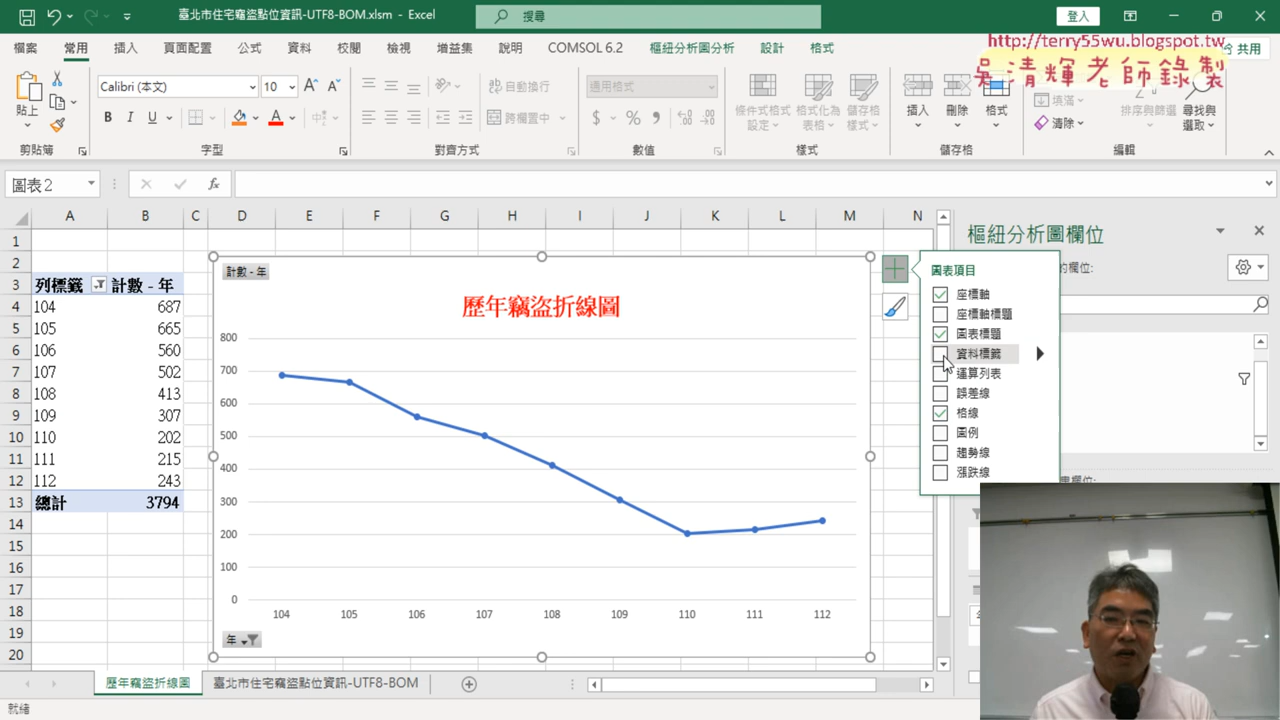 臺北市住宅竊盜點位資訊-UTF8-BOM.xlsm - Excel
搜尋
登入
http://terry55wu.blogspot.tw
吳清輝老師錄製
檔案 常用 插入 頁面配置 公式 資料 校閱 檢視 增益集 說明 COMSOL 6.2 樞紐分析圖分析 設計 格式 共用
貼上
Calibri (本文) 10
自動換行
跨欄置中
通用格式
條件式格式設定 格式化為表格 儲存格樣式
插入 刪除 格式
填滿
清除
排序與篩選 尋找與選取
剪貼簿 字型 對齊方式 數值 樣式 儲存格 編輯
圖表2 fx
A B C D E F G H I J K L M N
1
2
3 列標籤 計數 - 年
4 104 687
5 105 665
6 106 560
7 107 502
8 108 413
9 109 307
10 110 202
11 111 215
12 112 243
13 總計 3794
14
15
16
17
18
19
20
計數 - 年
歷年竊盜折線圖
800
700
600
500
400
300
200
100
0
104 105 106 107 108 109 110 111 112
年
圖表項目
座標軸
座標軸標題
圖表標題
資料標籤
運算列表
誤差線
格線
圖例
趨勢線
漲跌線
樞紐分析圖欄位
的欄位:
歷年竊盜折線圖 臺北市住宅竊盜點位資訊-UTF8-BOM
就緒